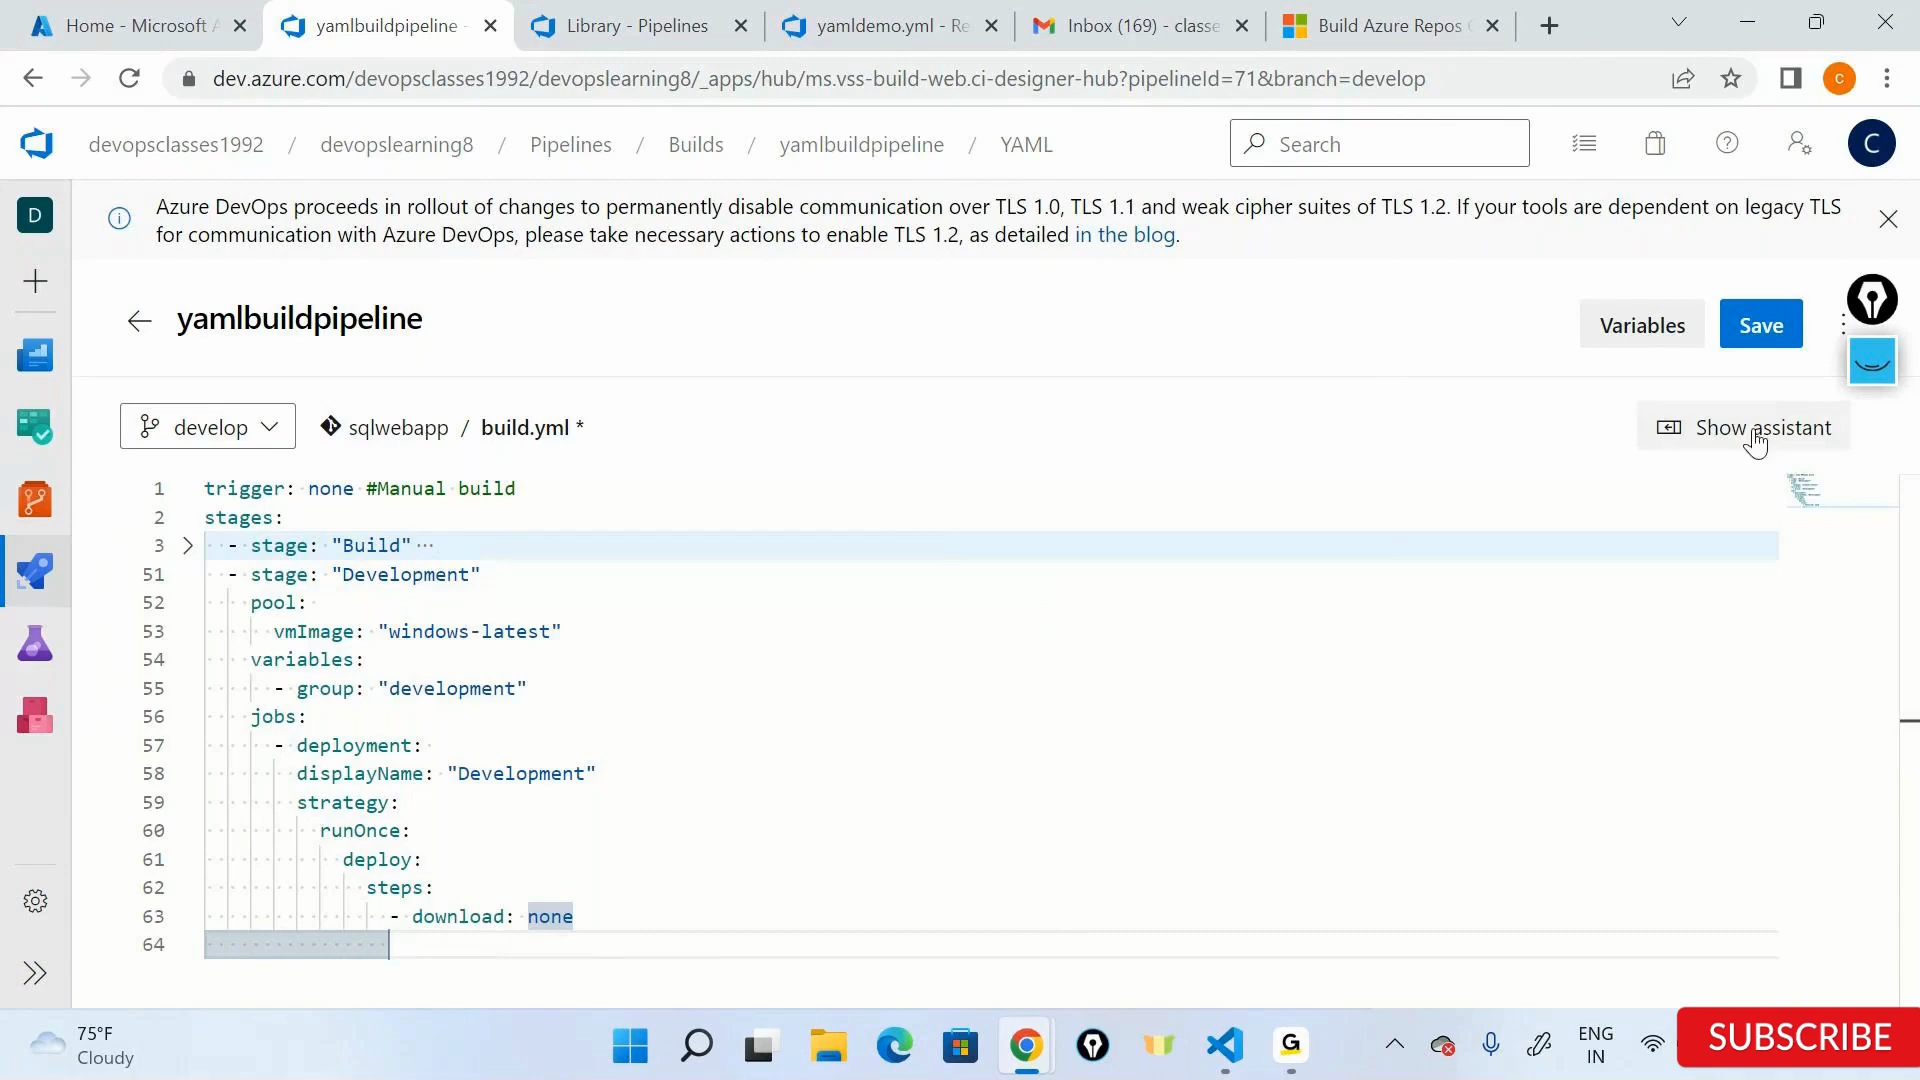 Home - Microsoft A
yamlbuildpipeline -
Library - Pipelines
yamldemo.yml - Re
Inbox (169) - classe
Build Azure Repos
dev.azure.com/devopsclasses1992/devopslearning8/_apps/hub/ms.vss-build-web.ci-designer-hub?pipelineId=71&branch=develop
c
devopsclasses1992 / devopslearning8 / Pipelines / Builds / yamlbuildpipeline / YAML
Search
C
D
Azure DevOps proceeds in rollout of changes to permanently disable communication over TLS 1.0, TLS 1.1 and weak cipher suites of TLS 1.2. If your tools are dependent on legacy TLS
for communication with Azure DevOps, please take necessary actions to enable TLS 1.2, as detailed in the blog.
yamlbuildpipeline
Variables
Save
develop
sqlwebapp / build.yml *
Show assistant
1 trigger: none #Manual build
2 stages:
3 - stage: "Build" ...
51 - stage: "Development"
52 pool:
53 vmImage: "windows-latest"
54 variables:
55 - group: "development"
56 jobs:
57 - deployment:
58 displayName: "Development"
59 strategy:
60 runOnce:
61 deploy:
62 steps:
63 - download: none
64
75°F
Cloudy
G
ENG
IN
SUBSCRIBE